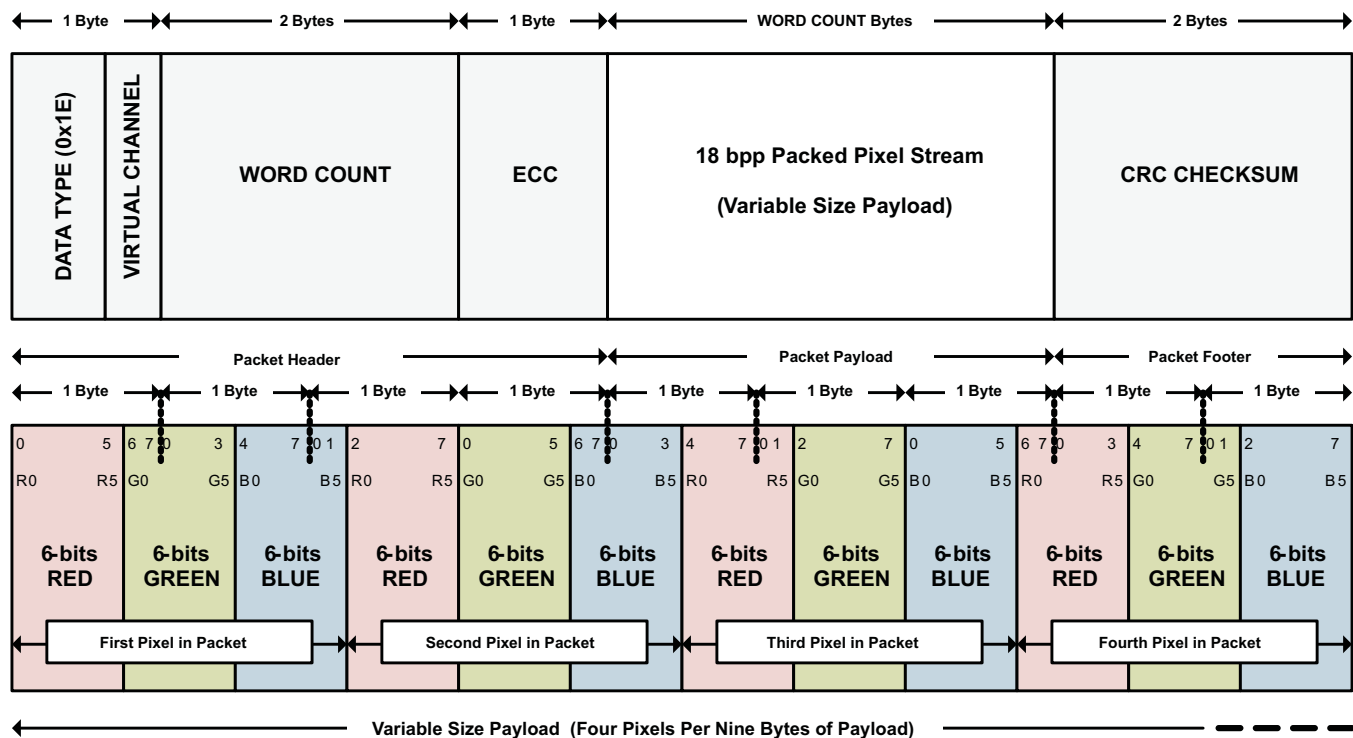 1 Byte 2 Bytes 1 Byte WORD COUNT Bytes 2 Bytes
DATA TYPE (0x1E)
VIRTUAL CHANNEL
WORD COUNT
ECC
18 bpp Packed Pixel Stream
(Variable Size Payload)
CRC CHECKSUM
Packet Header Packet Payload Packet Footer
1 Byte 1 Byte 1 Byte 1 Byte 1 Byte 1 Byte 1 Byte 1 Byte 1 Byte
0 5 6 7 0 3 4 7 0 1 2 7 0 5 6 7 0 3 4 7 0 1 2 7 0 5 6 7 0 3 4 7 0 1 2 7
R0 R5 G0 G5 B0 B5 R0 R5 G0 G5 B0 B5 R0 R5 G0 G5 B0 B5 R0 R5 G0 G5 B0 B5
6-bits 6-bits 6-bits 6-bits 6-bits 6-bits 6-bits 6-bits 6-bits 6-bits 6-bits 6-bits
RED GREEN BLUE RED GREEN BLUE RED GREEN BLUE RED GREEN BLUE
First Pixel in Packet Second Pixel in Packet Third Pixel in Packet Fourth Pixel in Packet
Variable Size Payload (Four Pixels Per Nine Bytes of Payload)